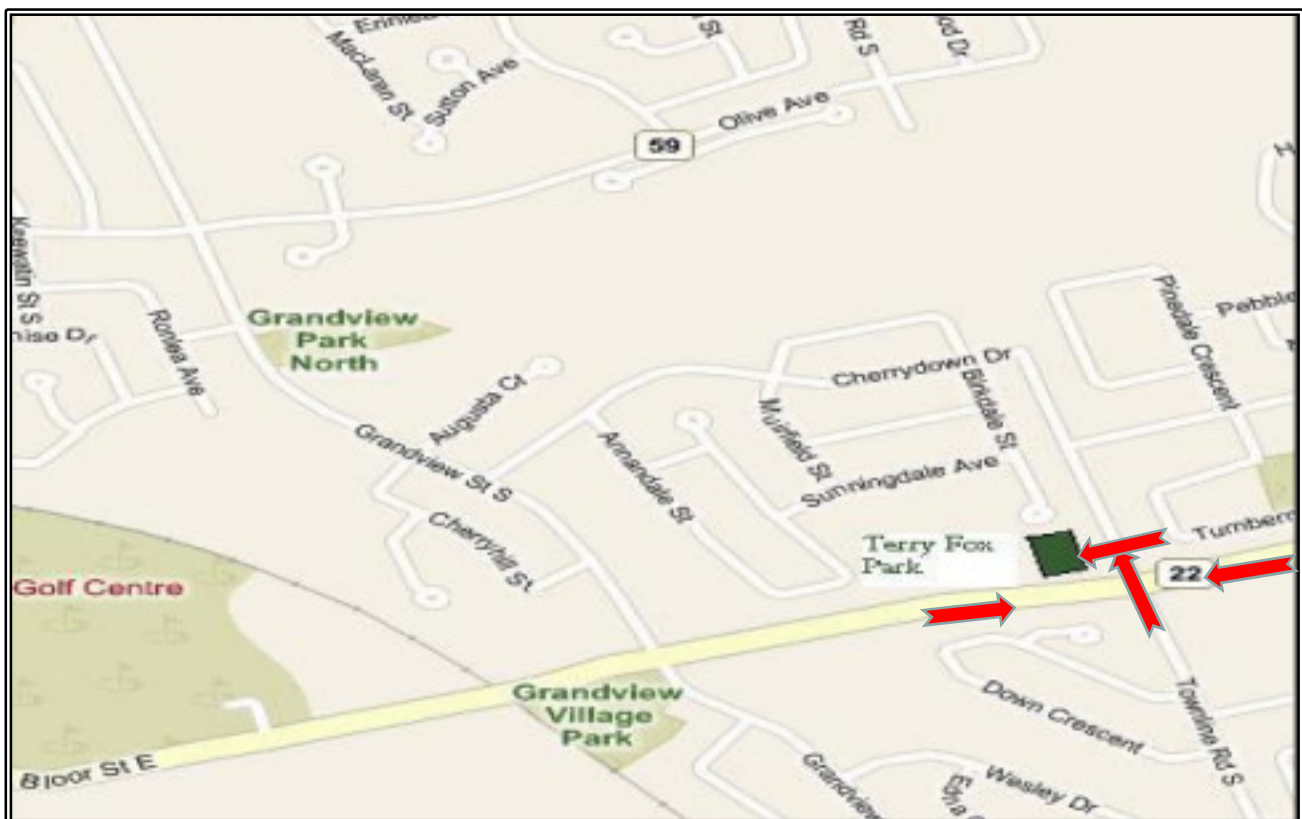 MacLaren St
Sutton Ave
St
Rd S
Olive Ave
59
Ronlea Ave
Grandview
Park
North
Pinedale Crescent
Pebble
Cherrydown Dr
Birkdale St
Augusta Ct
Muirfield St
Grandview St S
Annandale St
Sunningdale Ave
Cherryhill St
Terry Fox
Park
22
Golf Centre
Grandview
Village
Park
Down Crescent
Townline Rd S
Bloor St E
Grandview
Wesley Dr